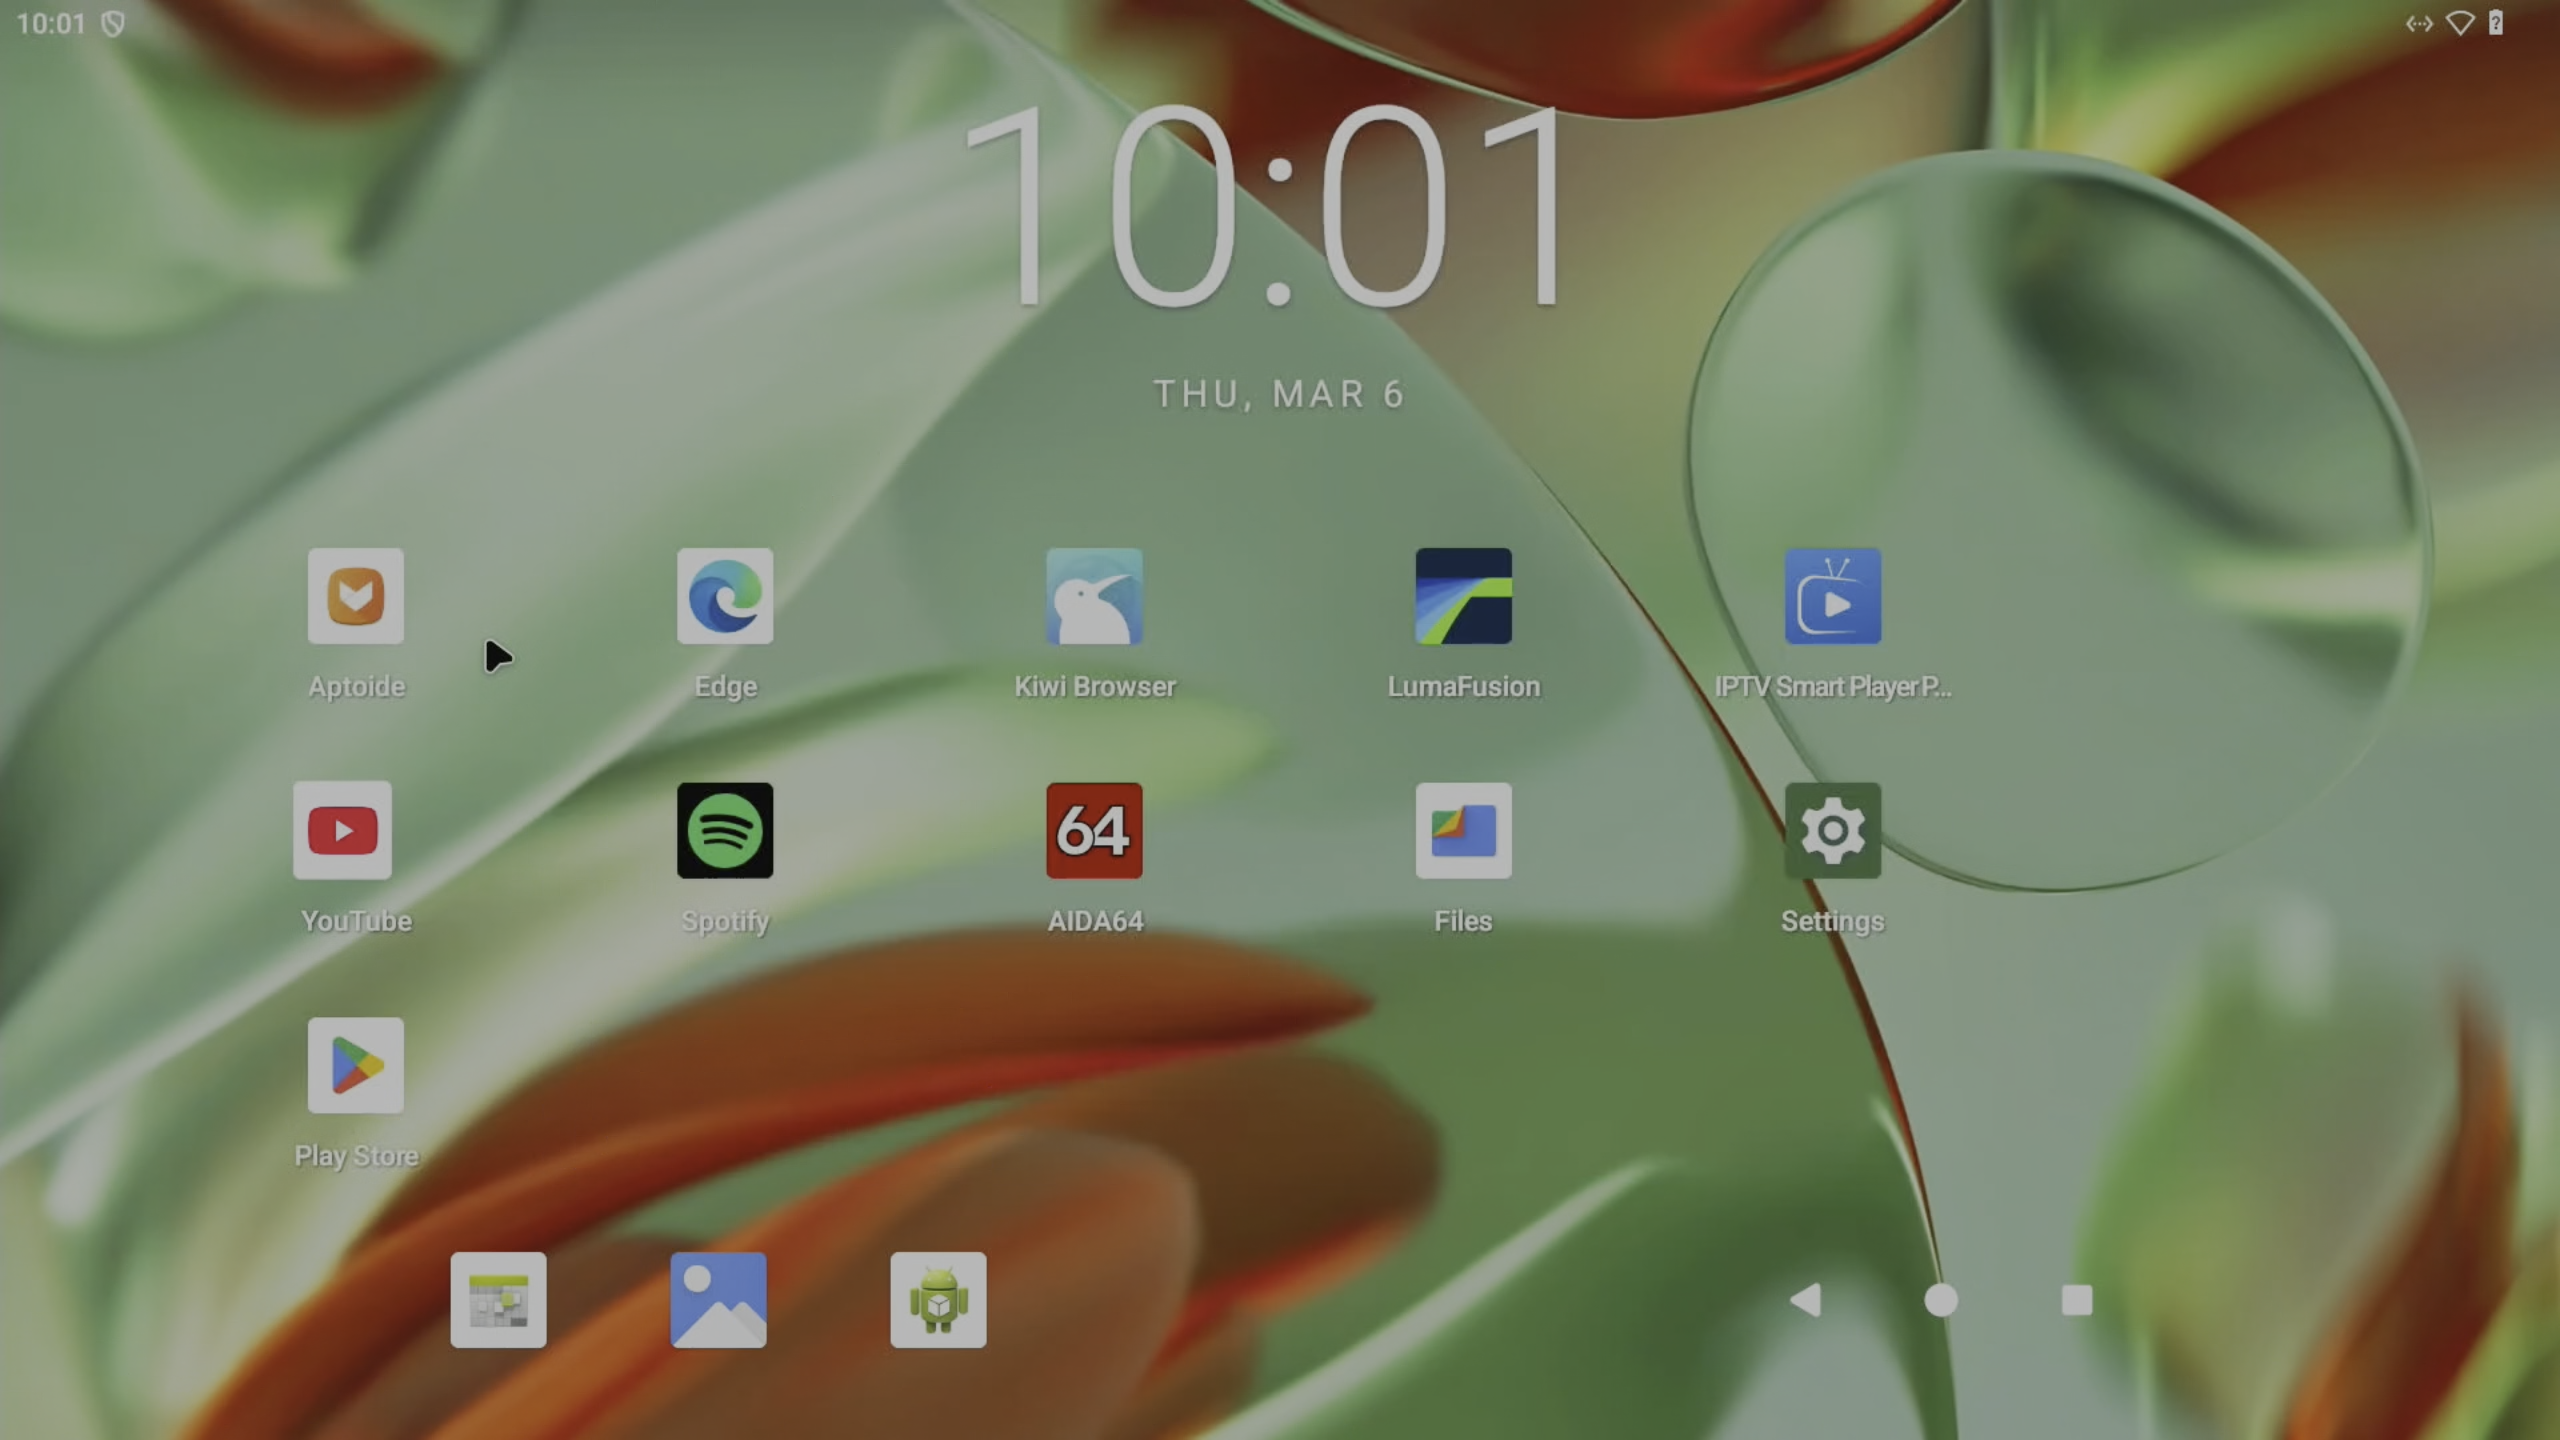 10:01
10:01
THU, MAR 6
Aptoide
Edge
Kiwi Browser
LumaFusion
IPTV Smart Player P...
64
YouTube
Spotify
AIDA64
Files
Settings
Play Store